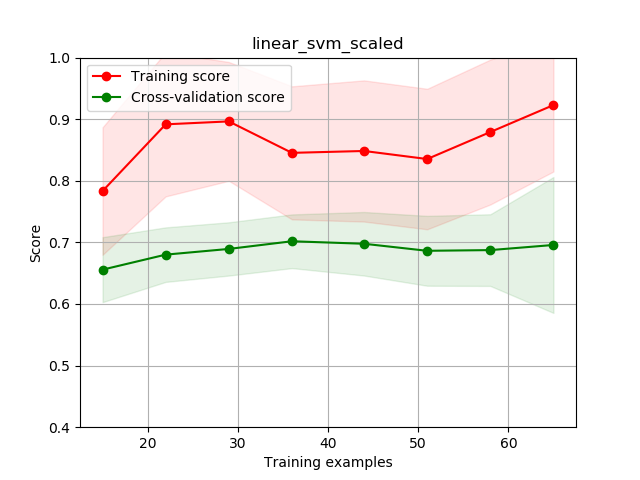 linear_svm_scaled
Training score
Cross-validation score
1.0
0.9
0.8
0.7
0.6
0.5
0.4
Score
20 30 40 50 60
Training examples